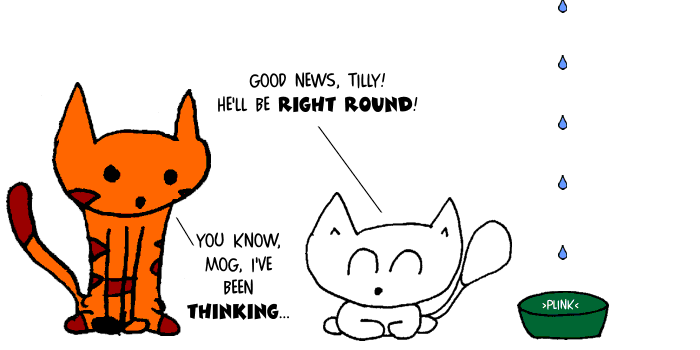 GOOD NEWS, TILLY!
HE'LL BE RIGHT ROUND!
YOU KNOW,
MOG, I'VE
BEEN
THINKING...
>PLINK<